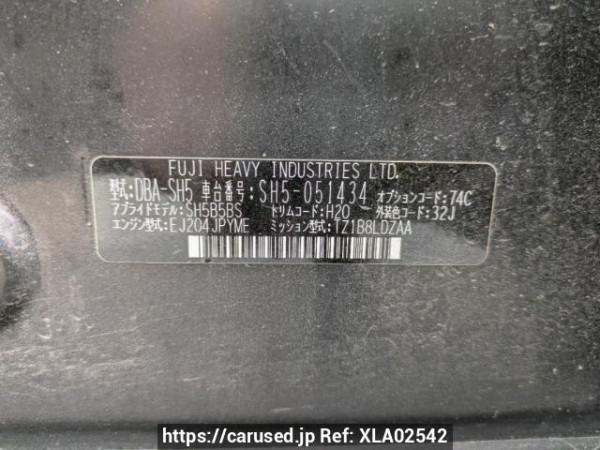 FUJI HEAVY INDUSTRIES LTD.
型式:DBA-SH5 車台番号:SH5-051434 オプションコード:74C
アプライドモデル:SH5B5BS トリムコード:H20 外装色コード:32J
エンジン型式:EJ204JPYME ミッション型式:TZ1B8LDZAA
https://carused.jp Ref: XLA02542